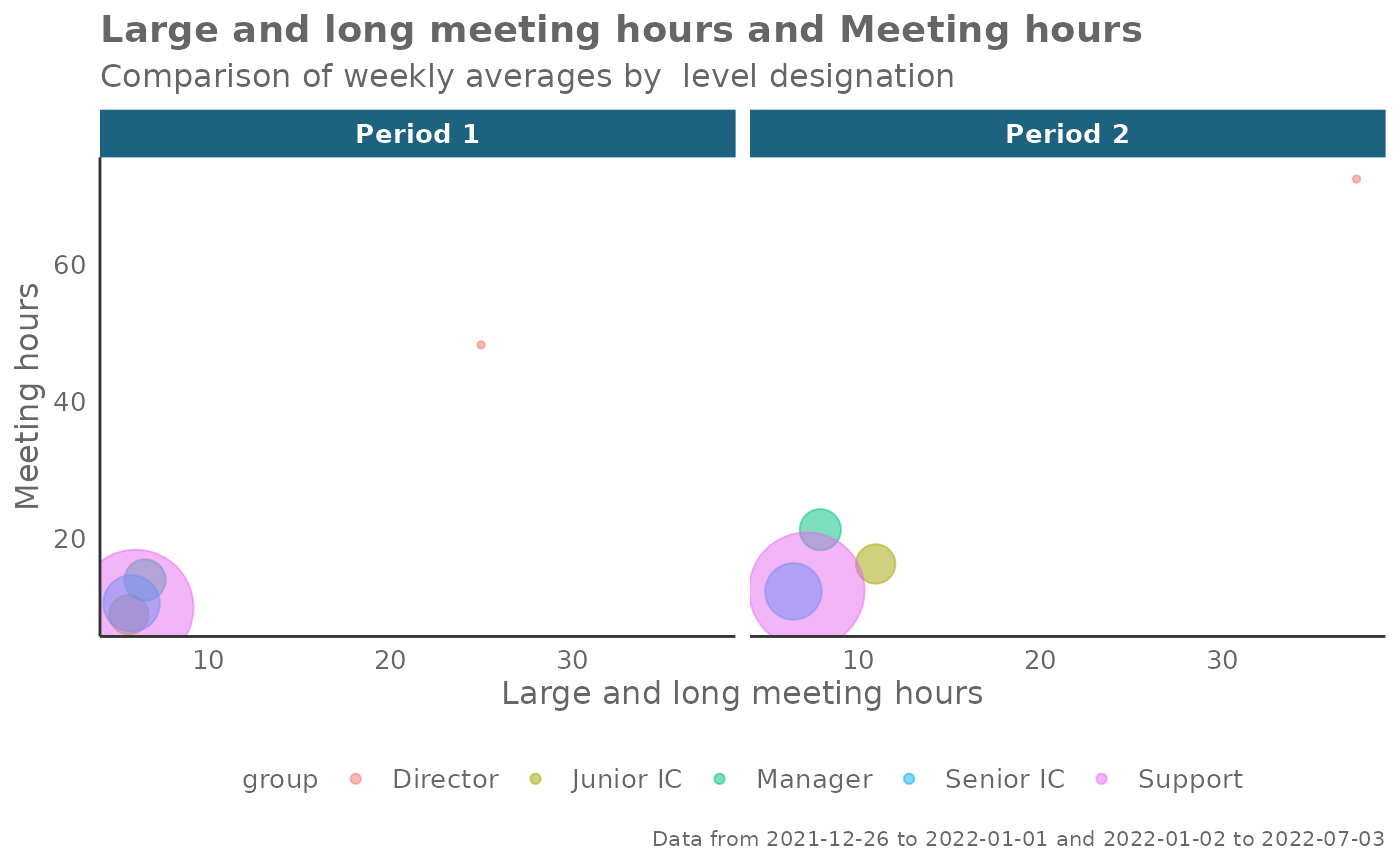 Large and long meeting hours and Meeting hours
Comparison of weekly averages by  level designation
Period 1
Period 2
Meeting hours
60
40
20
10 20 30
10 20 30
Large and long meeting hours
group Director Junior IC Manager Senior IC Support
Data from 2021-12-26 to 2022-01-01 and 2022-01-02 to 2022-07-03